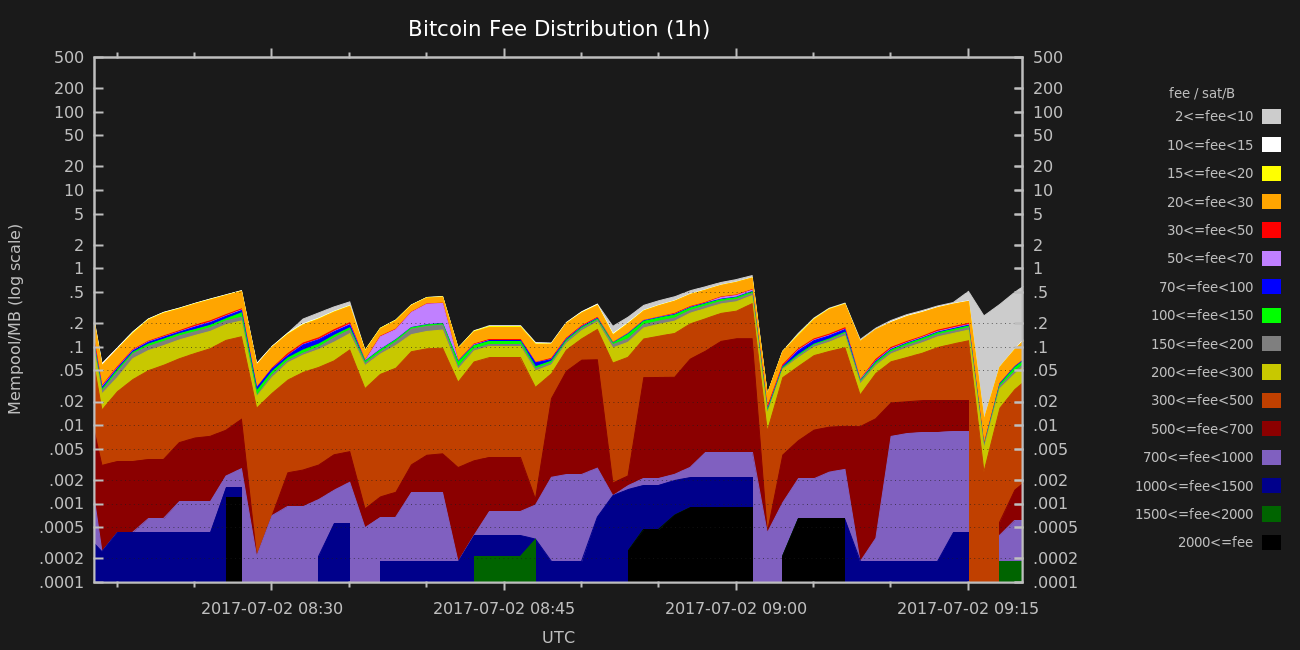 Bitcoin Fee Distribution (1h)
500 500
200 200
100 100
50 50
20 20
10 10
5 5
2 2
1 1
.5 .5
.2 .2
.1 .1
.05 .05
.02 .02
.01 .01
.005 .005
.002 .002
.001 .001
.0005 .0005
.0002 .0002
.0001 .0001
Mempool/MB (log scale)
2017-07-02 08:30 2017-07-02 08:45 2017-07-02 09:00 2017-07-02 09:15
UTC
fee / sat/B
2<=fee<10
10<=fee<15
15<=fee<20
20<=fee<30
30<=fee<50
50<=fee<70
70<=fee<100
100<=fee<150
150<=fee<200
200<=fee<300
300<=fee<500
500<=fee<700
700<=fee<1000
1000<=fee<1500
1500<=fee<2000
2000<=fee